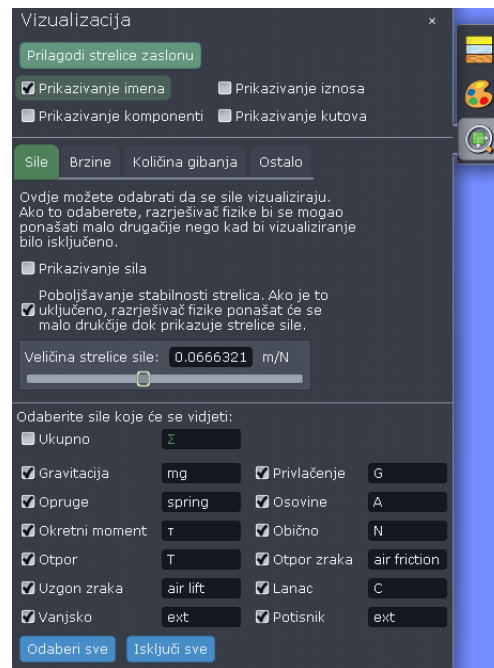 Vizualizacija ×
Prilagodi strelice zaslonu
Prikazivanje imena Prikazivanje iznosa
Prikazivanje komponenti Prikazivanje kutova
Sile Brzine Količina gibanja Ostalo
Ovdje možete odabrati da se sile vizualiziraju.
Ako to odaberete, razrješivač fizike bi se mogao
ponašati malo drugačije nego kad bi vizualiziranje
bilo isključeno.
Prikazivanje sila
Poboljšavanje stabilnosti strelica. Ako je to
uključeno, razrješivač fizike ponašat će se
malo drukčije dok prikazuje strelice sile.
Veličina strelice sile: 0.0666321 m/N
Odaberite sile koje će se vidjeti:
Ukupno Σ
Gravitacija mg Privlačenje G
Opruge spring Osovine A
Okretni moment τ Obično N
Otpor T Otpor zraka air friction
Uzgon zraka air lift Lanac C
Vanjsko ext Potisnik ext
Odaberi sve Isključi sve